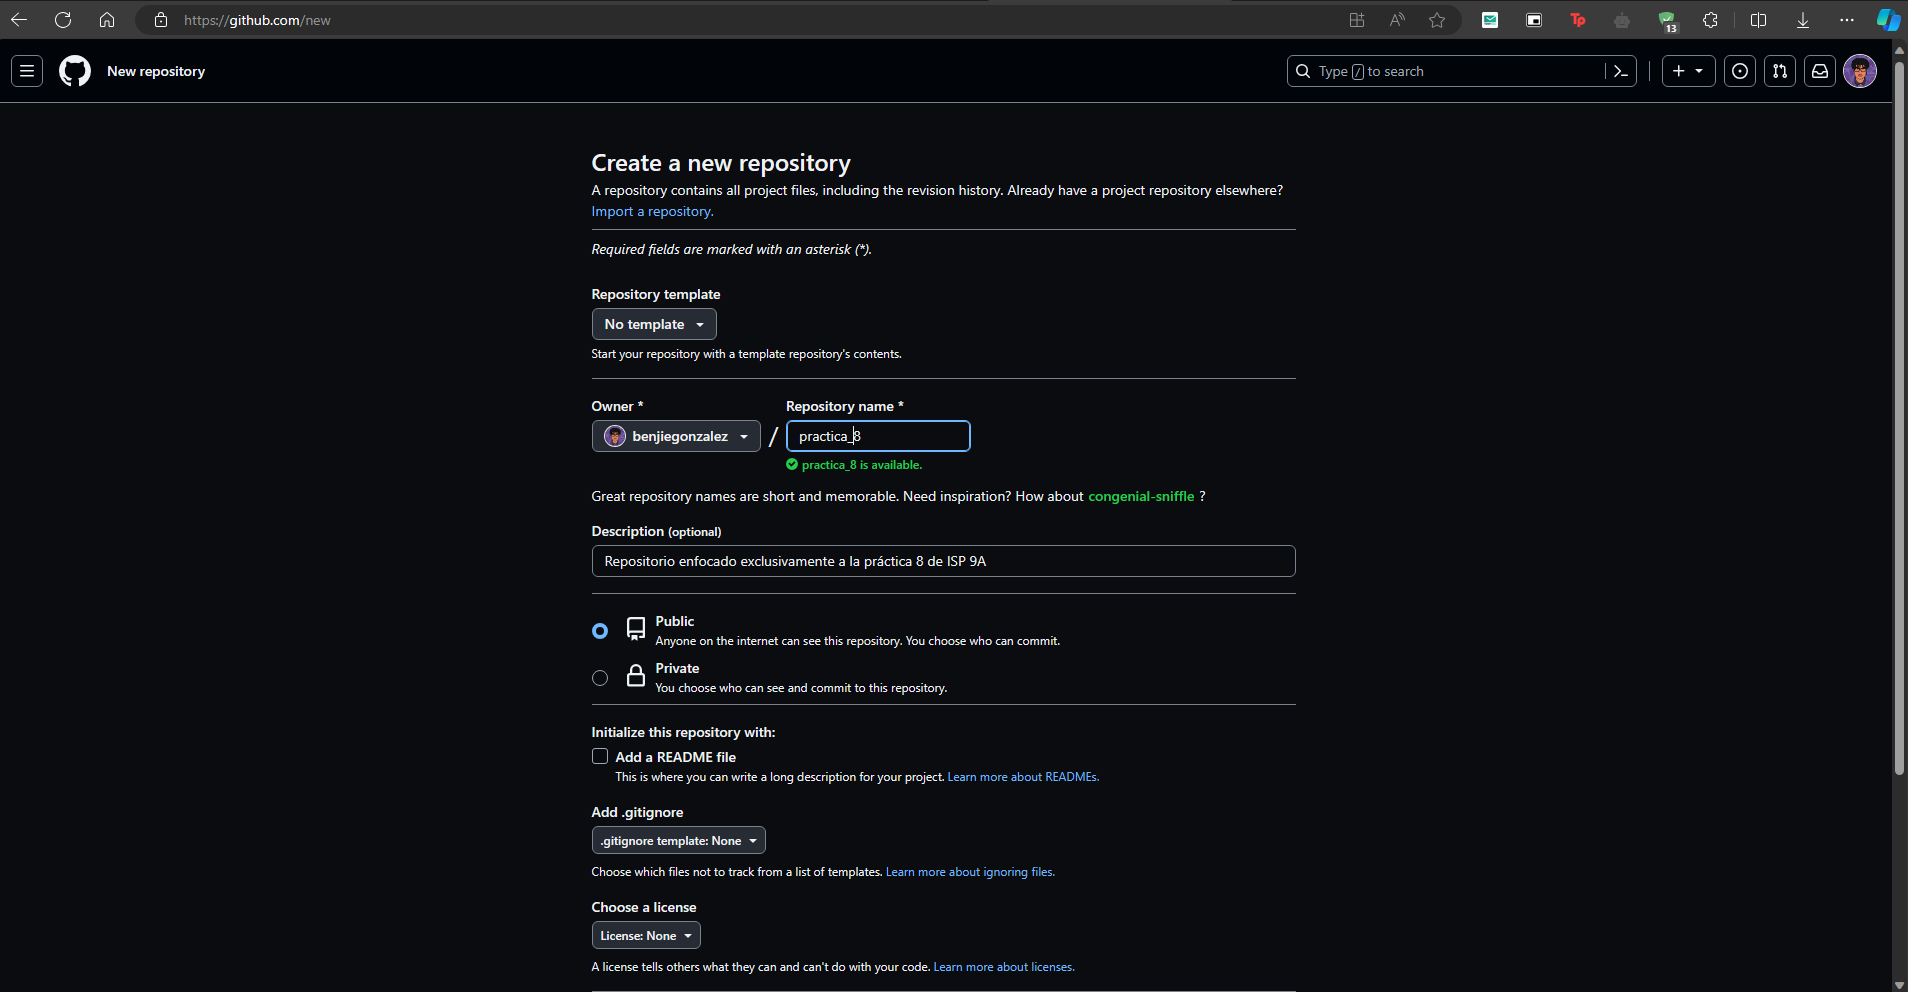 https://github.com/new
13
New repository
Type / to search
Create a new repository
A repository contains all project files, including the revision history. Already have a project repository elsewhere?
Import a repository.
Required fields are marked with an asterisk (*).
Repository template
No template
Start your repository with a template repository's contents.
Owner *
Repository name *
benjiegonzalez
/
practica_8
practica_8 is available.
Great repository names are short and memorable. Need inspiration? How about congenial-sniffle ?
Description (optional)
Repositorio enfocado exclusivamente a la práctica 8 de ISP 9A
Public
Anyone on the internet can see this repository. You choose who can commit.
Private
You choose who can see and commit to this repository.
Initialize this repository with:
Add a README file
This is where you can write a long description for your project. Learn more about READMEs.
Add .gitignore
.gitignore template: None
Choose which files not to track from a list of templates. Learn more about ignoring files.
Choose a license
License: None
A license tells others what they can and can't do with your code. Learn more about licenses.